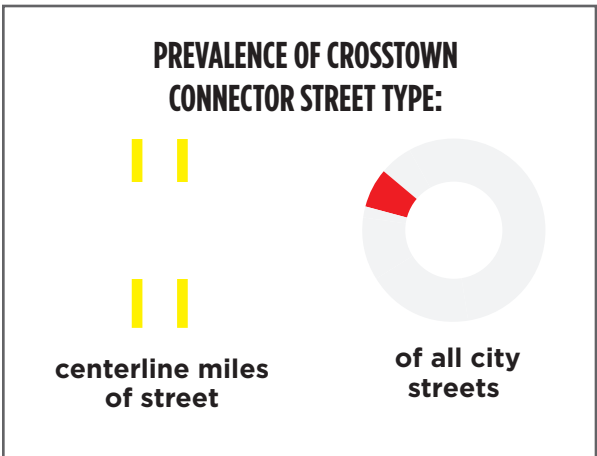 PREVALENCE OF CROSSTOWN
CONNECTOR STREET TYPE:
centerline miles
of street
of all city
streets